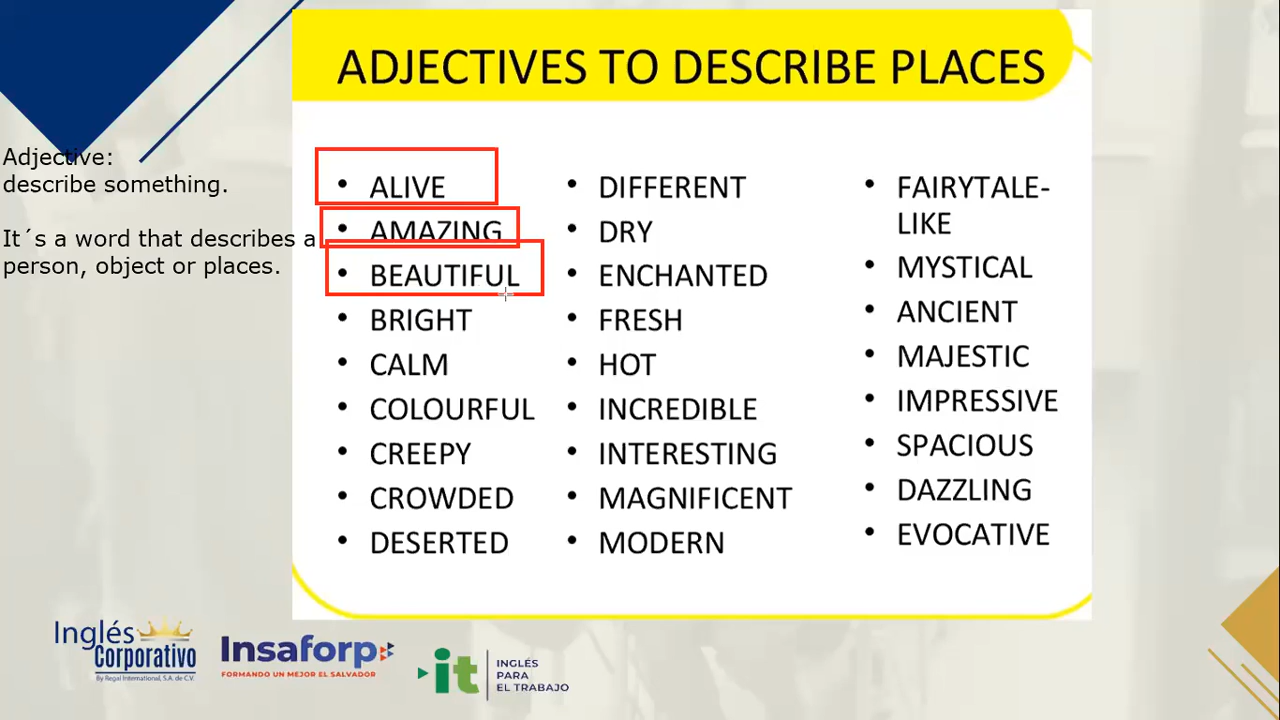 ADJECTIVES TO DESCRIBE PLACES
Adjective:
describe something.
It´s a word that describes a
person, object or places.
• ALIVE
• AMAZING
• BEAUTIFUL
• BRIGHT
• CALM
• COLOURFUL
• CREEPY
• CROWDED
• DESERTED
• DIFFERENT
• DRY
• ENCHANTED
• FRESH
• HOT
• INCREDIBLE
• INTERESTING
• MAGNIFICENT
• MODERN
• FAIRYTALE-
LIKE
• MYSTICAL
• ANCIENT
• MAJESTIC
• IMPRESSIVE
• SPACIOUS
• DAZZLING
• EVOCATIVE
Inglés
Corporativo
By Regal International, S.A. de C.V.
Insaforp
FORMANDO UN MEJOR EL SALVADOR
it
INGLÉS
PARA
EL TRABAJO